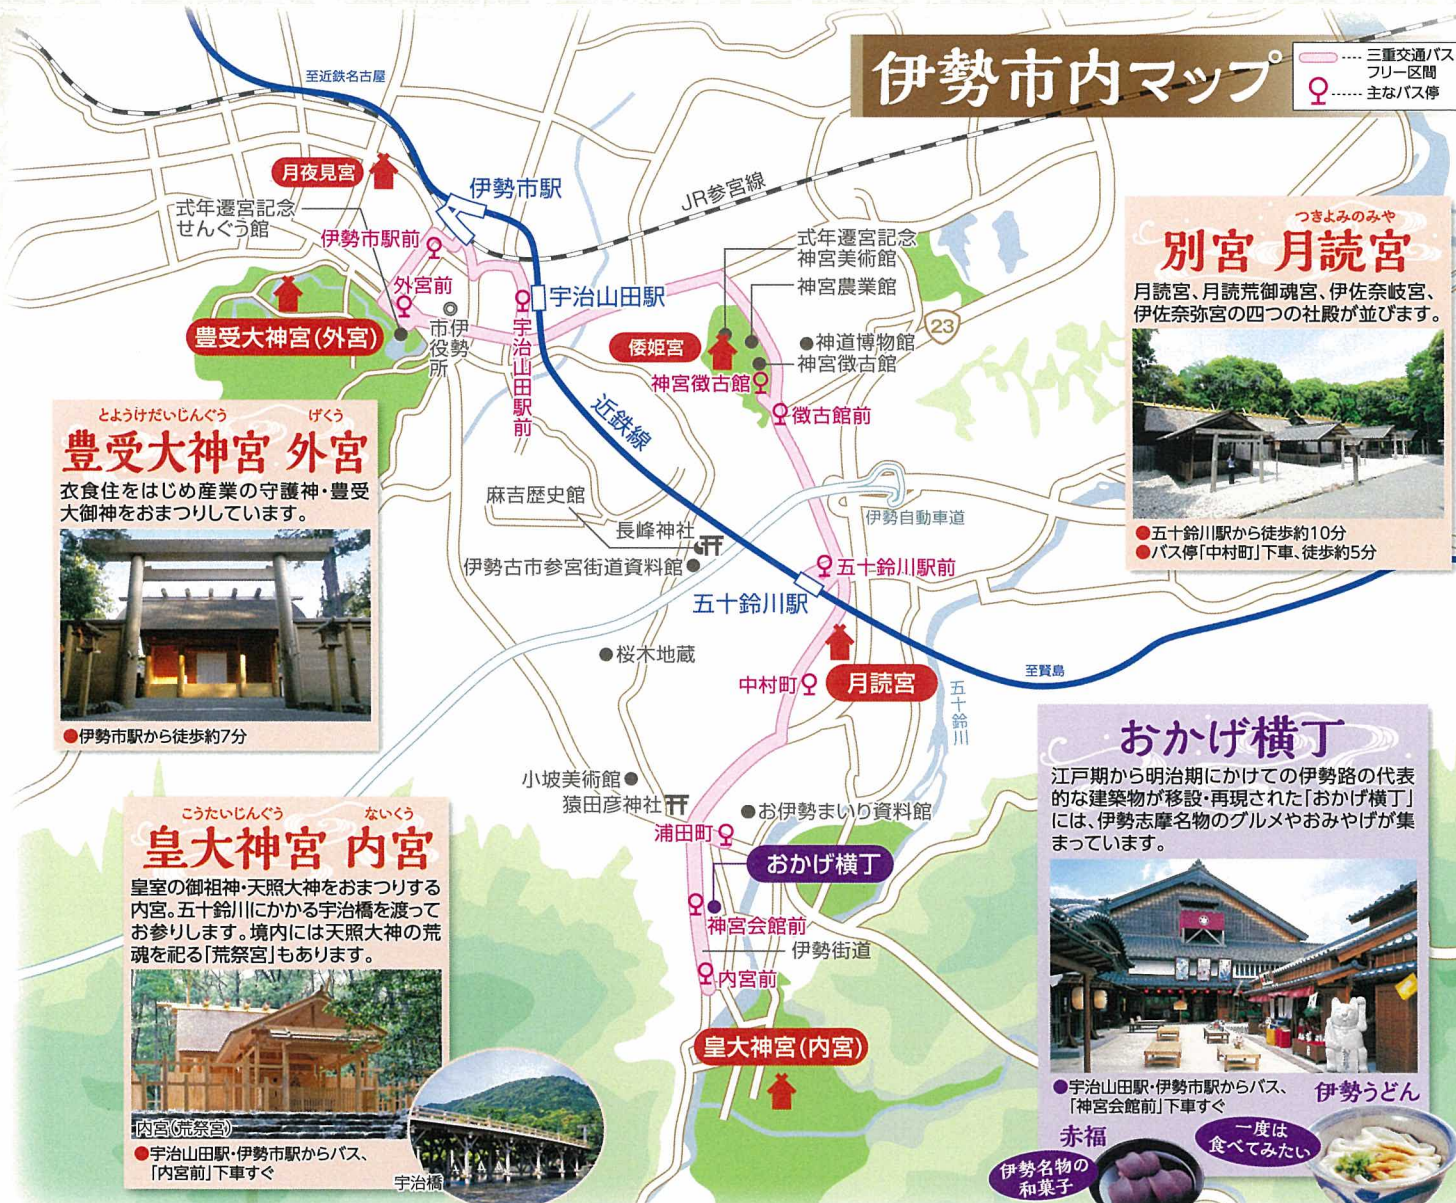 伊勢市内マップ
三重交通バス
フリー区間
主なバス停
至近鉄名古屋
月夜見宮
伊勢市駅
式年遷宮記念
せんぐう館
伊勢市駅前
外宮前
豊受大神宮(外宮)
伊勢
市役所
宇治山田駅
宇治山田駅前
JR参宮線
式年遷宮記念
神宮美術館
神宮農業館
倭姫宮
神道博物館
神宮徴古館
神宮徴古館
徴古館前
23
近鉄線
麻吉歴史館
長峰神社
伊勢古市参宮街道資料館
伊勢自動車道
五十鈴川駅前
五十鈴川駅
桜木地蔵
中村町
月読宮
至賢島
五十鈴川
小坡美術館
猿田彦神社
お伊勢まいり資料館
浦田町
おかげ横丁
神宮会館前
伊勢街道
内宮前
皇大神宮(内宮)
つきよみのみや
別宮 月読宮
月読宮、月読荒御魂宮、伊佐奈岐宮、
伊佐奈弥宮の四つの社殿が並びます。
●五十鈴川駅から徒歩約10分
●バス停「中村町」下車、徒歩約5分
とようけだいじんぐう げくう
豊受大神宮 外宮
衣食住をはじめ産業の守護神・豊受
大御神をおまつりしています。
●伊勢市駅から徒歩約7分
こうたいじんぐう ないくう
皇大神宮 内宮
皇室の御祖神・天照大神をおまつりする
内宮。五十鈴川にかかる宇治橋を渡って
お参りします。境内には天照大神の荒
魂を祀る「荒祭宮」もあります。
内宮(荒祭宮)
●宇治山田駅・伊勢市駅からバス、
「内宮前」下車すぐ
宇治橋
おかげ横丁
江戸期から明治期にかけての伊勢路の代表
的な建築物が移設・再現された「おかげ横丁」
には、伊勢志摩名物のグルメやおみやげが集
まっています。
●宇治山田駅・伊勢市駅からバス、
「神宮会館前」下車すぐ
伊勢うどん
一度は
食べてみたい
赤福
伊勢名物の
和菓子